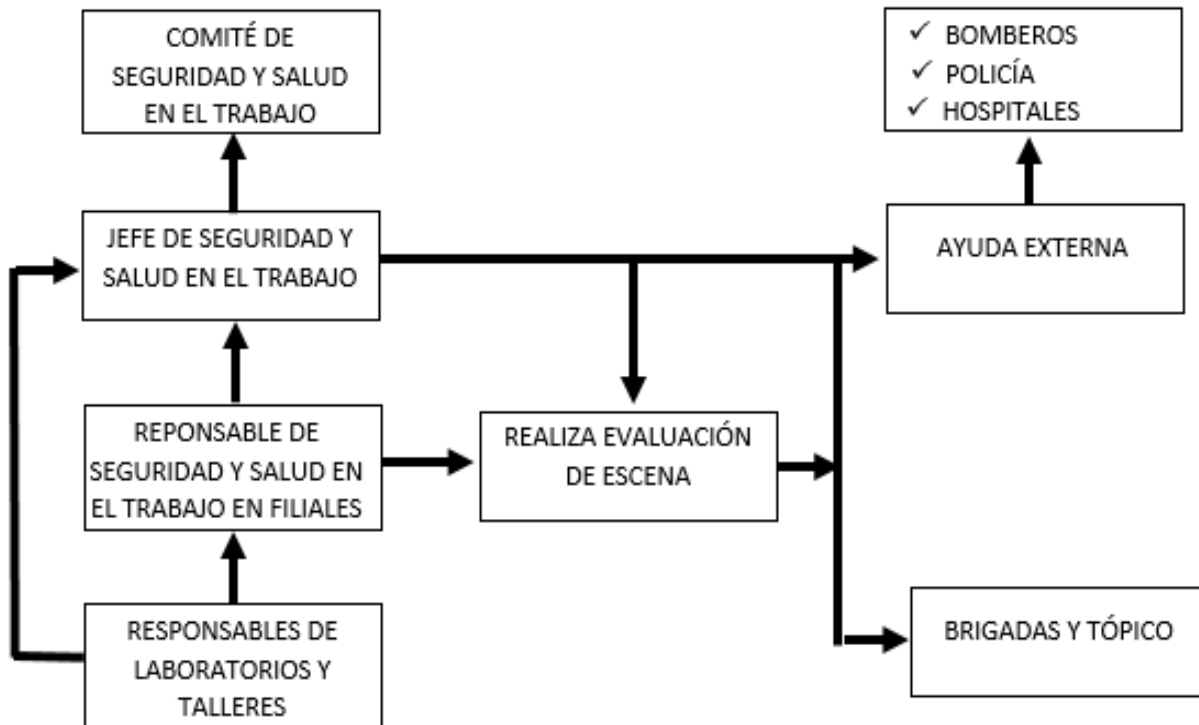 COMITÉ DE
SEGURIDAD Y SALUD
EN EL TRABAJO
✓ BOMBEROS
✓ POLICÍA
✓ HOSPITALES
JEFE DE SEGURIDAD Y
SALUD EN EL TRABAJO
AYUDA EXTERNA
REPONSABLE DE
SEGURIDAD Y SALUD EN
EL TRABAJO EN FILIALES
REALIZA EVALUACIÓN
DE ESCENA
RESPONSABLES DE
LABORATORIOS Y
TALLERES
BRIGADAS Y TÓPICO